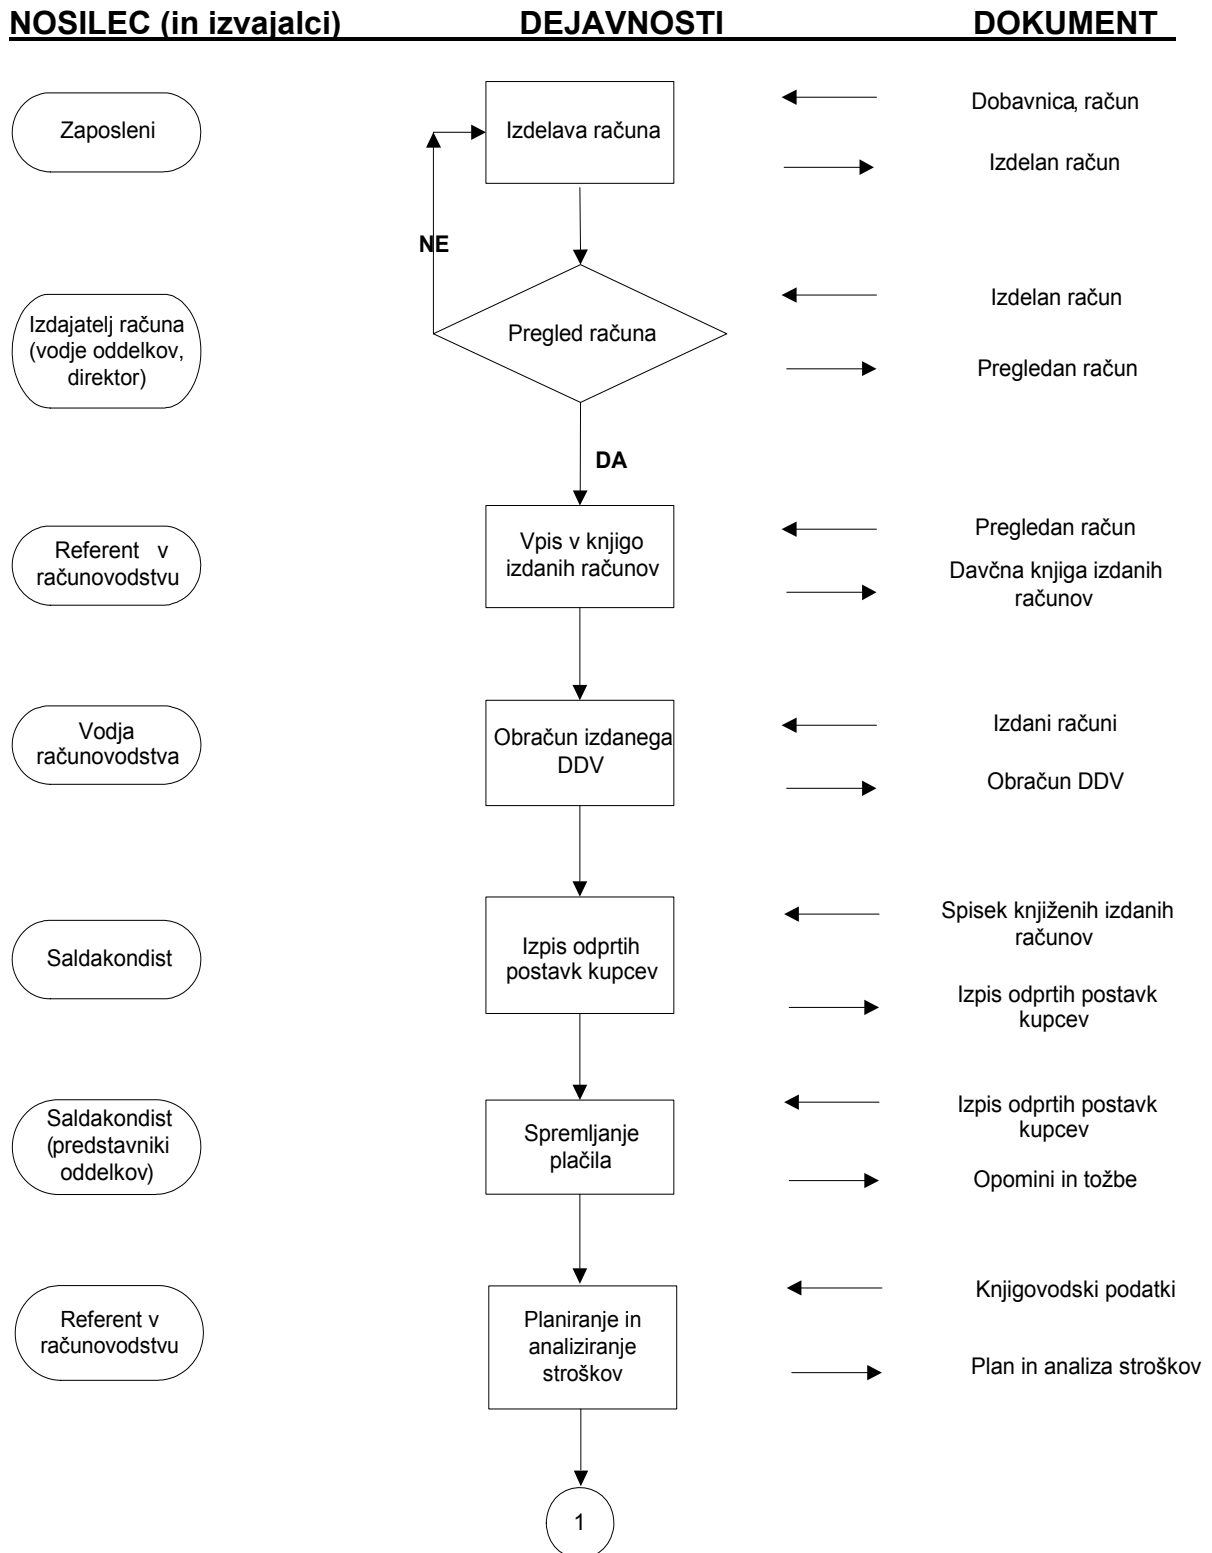 NOSILEC (in izvajalci) DEJAVNOSTI DOKUMENT
Zaposleni
Izdelava računa
Dobavnica, račun
Izdelan račun
NE
Izdajatelj računa
(vodje oddelkov,
direktor)
Pregled računa
Izdelan račun
Pregledan račun
DA
Referent v
računovodstvu
Vpis v knjigo
izdanih računov
Pregledan račun
Davčna knjiga izdanih
računov
Vodja
računovodstva
Obračun izdanega
DDV
Izdani računi
Obračun DDV
Saldakondist
Izpis odprtih
postavk kupcev
Spisek knjiženih izdanih
računov
Izpis odprtih postavk
kupcev
Saldakondist
(predstavniki
oddelkov)
Spremljanje
plačila
Izpis odprtih postavk
kupcev
Opomini in tožbe
Referent v
računovodstvu
Planiranje in
analiziranje
stroškov
Knjigovodski podatki
Plan in analiza stroškov
1